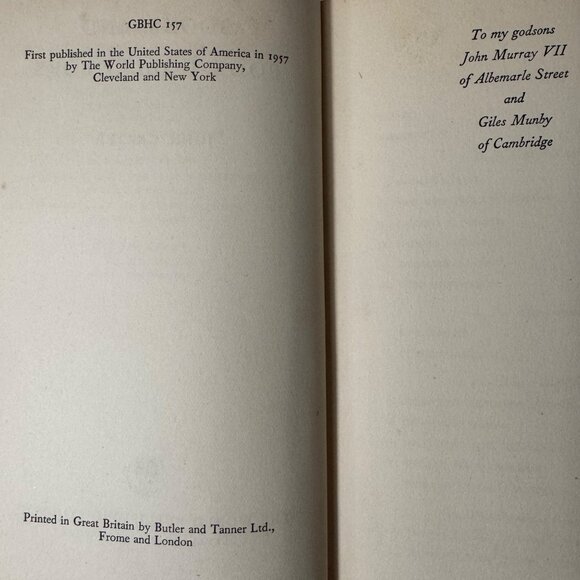 GBHC 157
First published in the United States of America in 1957
by The World Publishing Company,
Cleveland and New York
Printed in Great Britain by Butler and Tanner Ltd.,
Frome and London
To my godsons
John Murray VII
of Albemarle Street
and
Giles Munby
of Cambridge